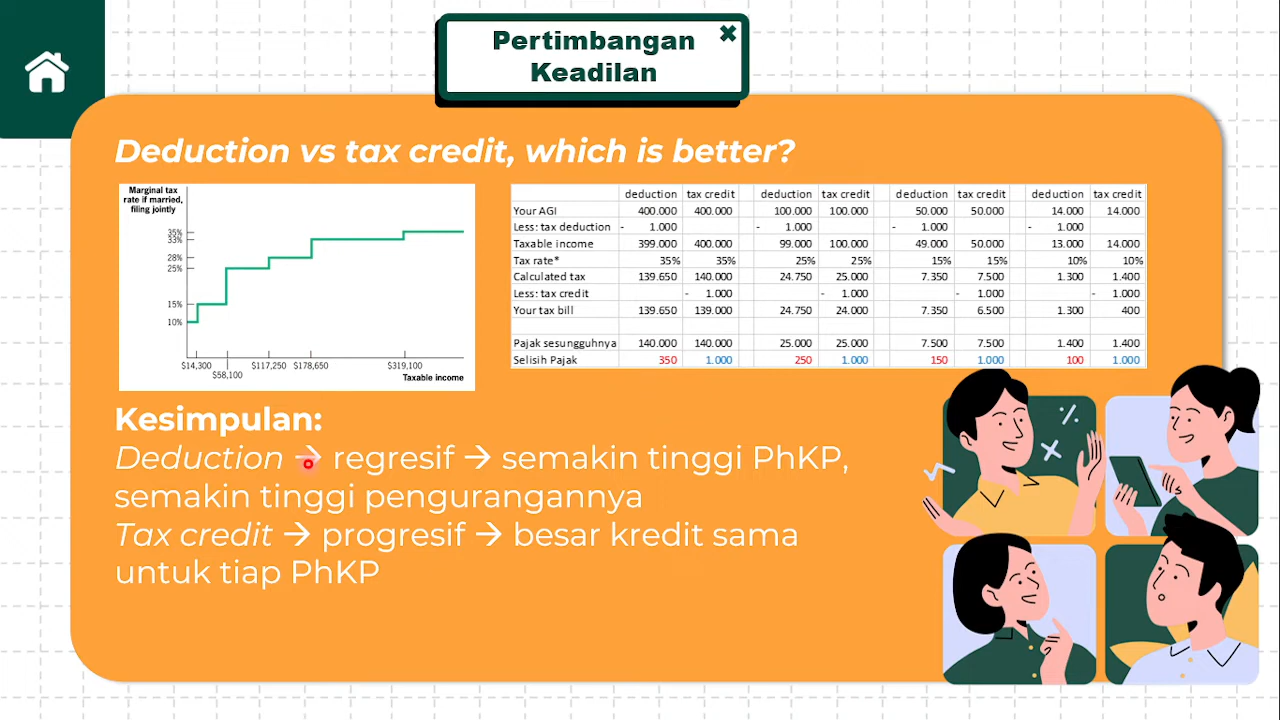 Pertimbangan
Keadilan
Deduction vs tax credit, which is better?
Marginal tax
rate if married,
filing jointly
35%
33%
28%
25%
15%
10%
$14,300 $117,250 $178,650 $319,100
$58,100
Taxable income
deduction tax credit deduction tax credit deduction tax credit deduction tax credit
Your AGI 400.000 400.000 100.000 100.000 50.000 50.000 14.000 14.000
Less: tax deduction - 1.000 - 1.000 - 1.000 - 1.000
Taxable income 399.000 400.000 99.000 100.000 49.000 50.000 13.000 14.000
Tax rate* 35% 35% 25% 25% 15% 15% 10% 10%
Calculated tax 139.650 140.000 24.750 25.000 7.350 7.500 1.300 1.400
Less: tax credit - 1.000 - 1.000 - 1.000 - 1.000
Your tax bill 139.650 139.000 24.750 24.000 7.350 6.500 1.300 400
Pajak sesungguhnya 140.000 140.000 25.000 25.000 7.500 7.500 1.400 1.400
Selisih Pajak 350 1.000 250 1.000 150 1.000 100 1.000
Kesimpulan:
Deduction → regresif → semakin tinggi PhKP,
semakin tinggi pengurangannya
Tax credit → progresif → besar kredit sama
untuk tiap PhKP